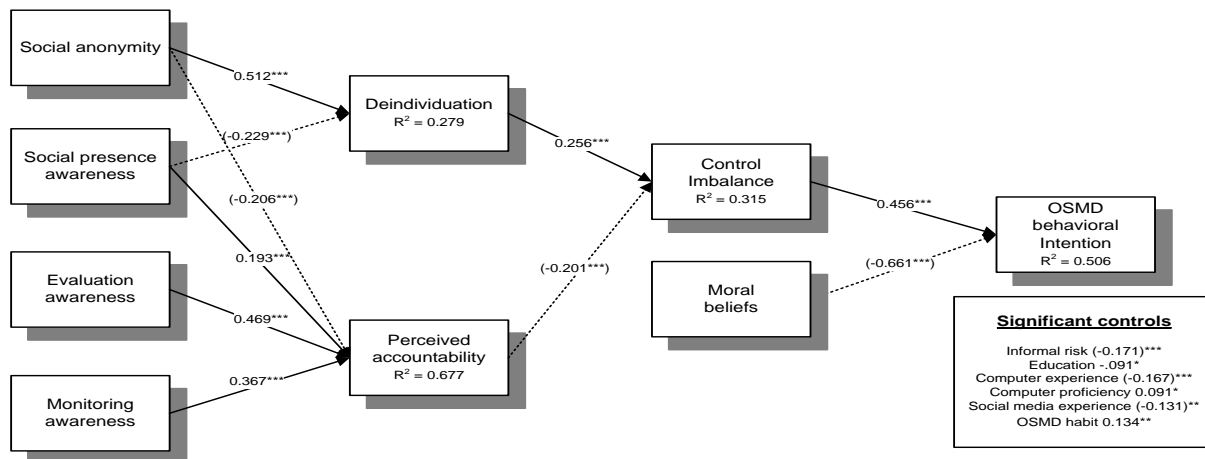 Social anonymity
Social presence
awareness
Evaluation
awareness
Monitoring
awareness
0.512***
(-0.229***)
(-0.206***)
0.193***
0.469***
0.367***
Deindividuation
R² = 0.279
Perceived
accountability
R² = 0.677
0.256***
(-0.201***)
Control
Imbalance
R² = 0.315
Moral
beliefs
0.456***
(-0.661***)
OSMD
behavioral
Intention
R² = 0.506
Significant controls
Informal risk (-0.171)***
Education -.091*
Computer experience (-0.167)***
Computer proficiency 0.091*
Social media experience (-0.131)**
OSMD habit 0.134**